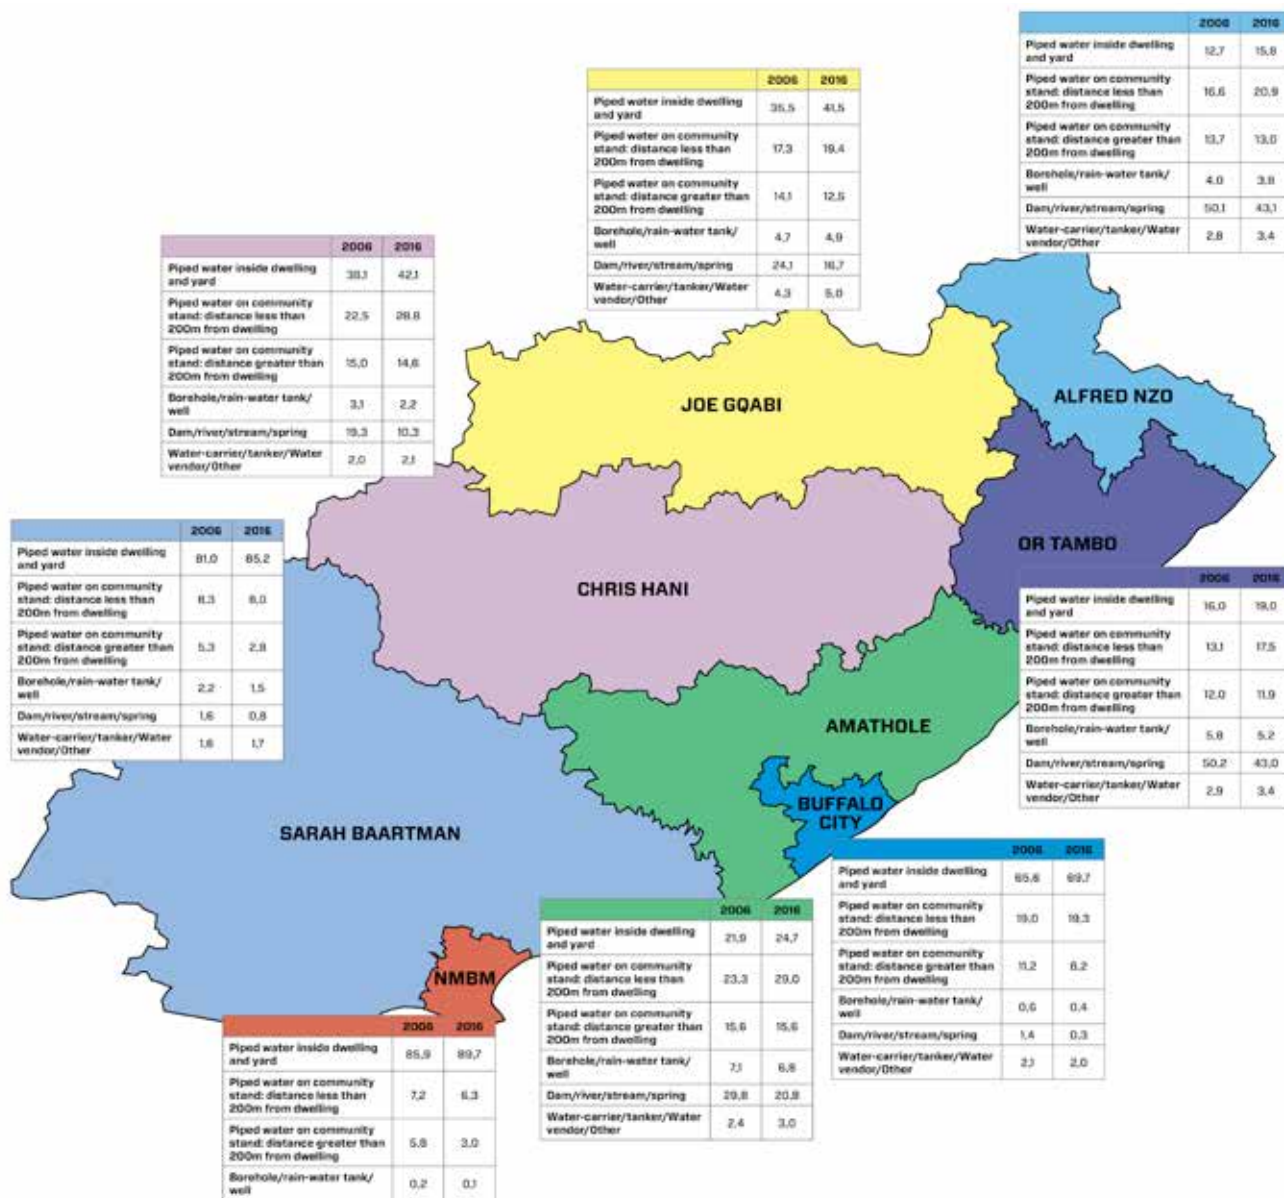 2006 2016
Piped water inside dwelling
and yard 12,7 15,8
Piped water on community
stand: distance less than
200m from dwelling 16,6 20,9
Piped water on community
stand: distance greater than
200m from dwelling 13,7 13,0
Borehole/rain-water tank/
well 4,0 3,8
Dam/river/stream/spring 50,1 43,1
Water-carrier/tanker/Water
vendor/Other 2,8 3,4
2006 2016
Piped water inside dwelling
and yard 35,5 41,5
Piped water on community
stand: distance less than
200m from dwelling 17,3 19,4
Piped water on community
stand: distance greater than
200m from dwelling 14,1 12,5
Borehole/rain-water tank/
well 4,7 4,9
Dam/river/stream/spring 24,1 16,7
Water-carrier/tanker/Water
vendor/Other 4,3 5,0
2006 2016
Piped water inside dwelling
and yard 38,1 42,1
Piped water on community
stand: distance less than
200m from dwelling 22,5 28,8
Piped water on community
stand: distance greater than
200m from dwelling 15,0 14,6
Borehole/rain-water tank/
well 3,1 2,2
Dam/river/stream/spring 19,3 10,3
Water-carrier/tanker/Water
vendor/Other 2,0 2,1
JOE GQABI
ALFRED NZO
2006 2016
Piped water inside dwelling
and yard 81,0 85,2
Piped water on community
stand: distance less than
200m from dwelling 8,3 8,0
Piped water on community
stand: distance greater than
200m from dwelling 5,3 2,8
Borehole/rain-water tank/
well 2,2 1,5
Dam/river/stream/spring 1,6 0,8
Water-carrier/tanker/Water
vendor/Other 1,6 1,7
CHRIS HANI
OR TAMBO
2006 2016
Piped water inside dwelling
and yard 16,0 19,0
Piped water on community
stand: distance less than
200m from dwelling 13,1 17,5
Piped water on community
stand: distance greater than
200m from dwelling 12,0 11,9
Borehole/rain-water tank/
well 5,8 5,2
Dam/river/stream/spring 50,2 43,0
Water-carrier/tanker/Water
vendor/Other 2,9 3,4
AMATHOLE
BUFFALO
CITY
SARAH BAARTMAN
2006 2016
Piped water inside dwelling
and yard 65,6 69,7
Piped water on community
stand: distance less than
200m from dwelling 19,0 19,3
Piped water on community
stand: distance greater than
200m from dwelling 11,2 8,2
Borehole/rain-water tank/
well 0,6 0,4
Dam/river/stream/spring 1,4 0,3
Water-carrier/tanker/Water
vendor/Other 2,1 2,0
2006 2016
Piped water inside dwelling
and yard 21,9 24,7
Piped water on community
stand: distance less than
200m from dwelling 23,3 29,0
Piped water on community
stand: distance greater than
200m from dwelling 15,6 15,6
Borehole/rain-water tank/
well 7,1 6,8
Dam/river/stream/spring 29,8 20,8
Water-carrier/tanker/Water
vendor/Other 2,4 3,0
NMBM
2006 2016
Piped water inside dwelling
and yard 85,9 89,7
Piped water on community
stand: distance less than
200m from dwelling 7,2 6,3
Piped water on community
stand: distance greater than
200m from dwelling 5,8 3,0
Borehole/rain-water tank/
well 0,2 0,1